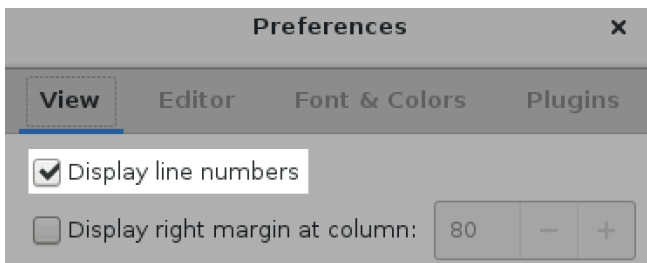 Preferences ×
View Editor Font & Colors Plugins
Display line numbers
Display right margin at column: 80 − +